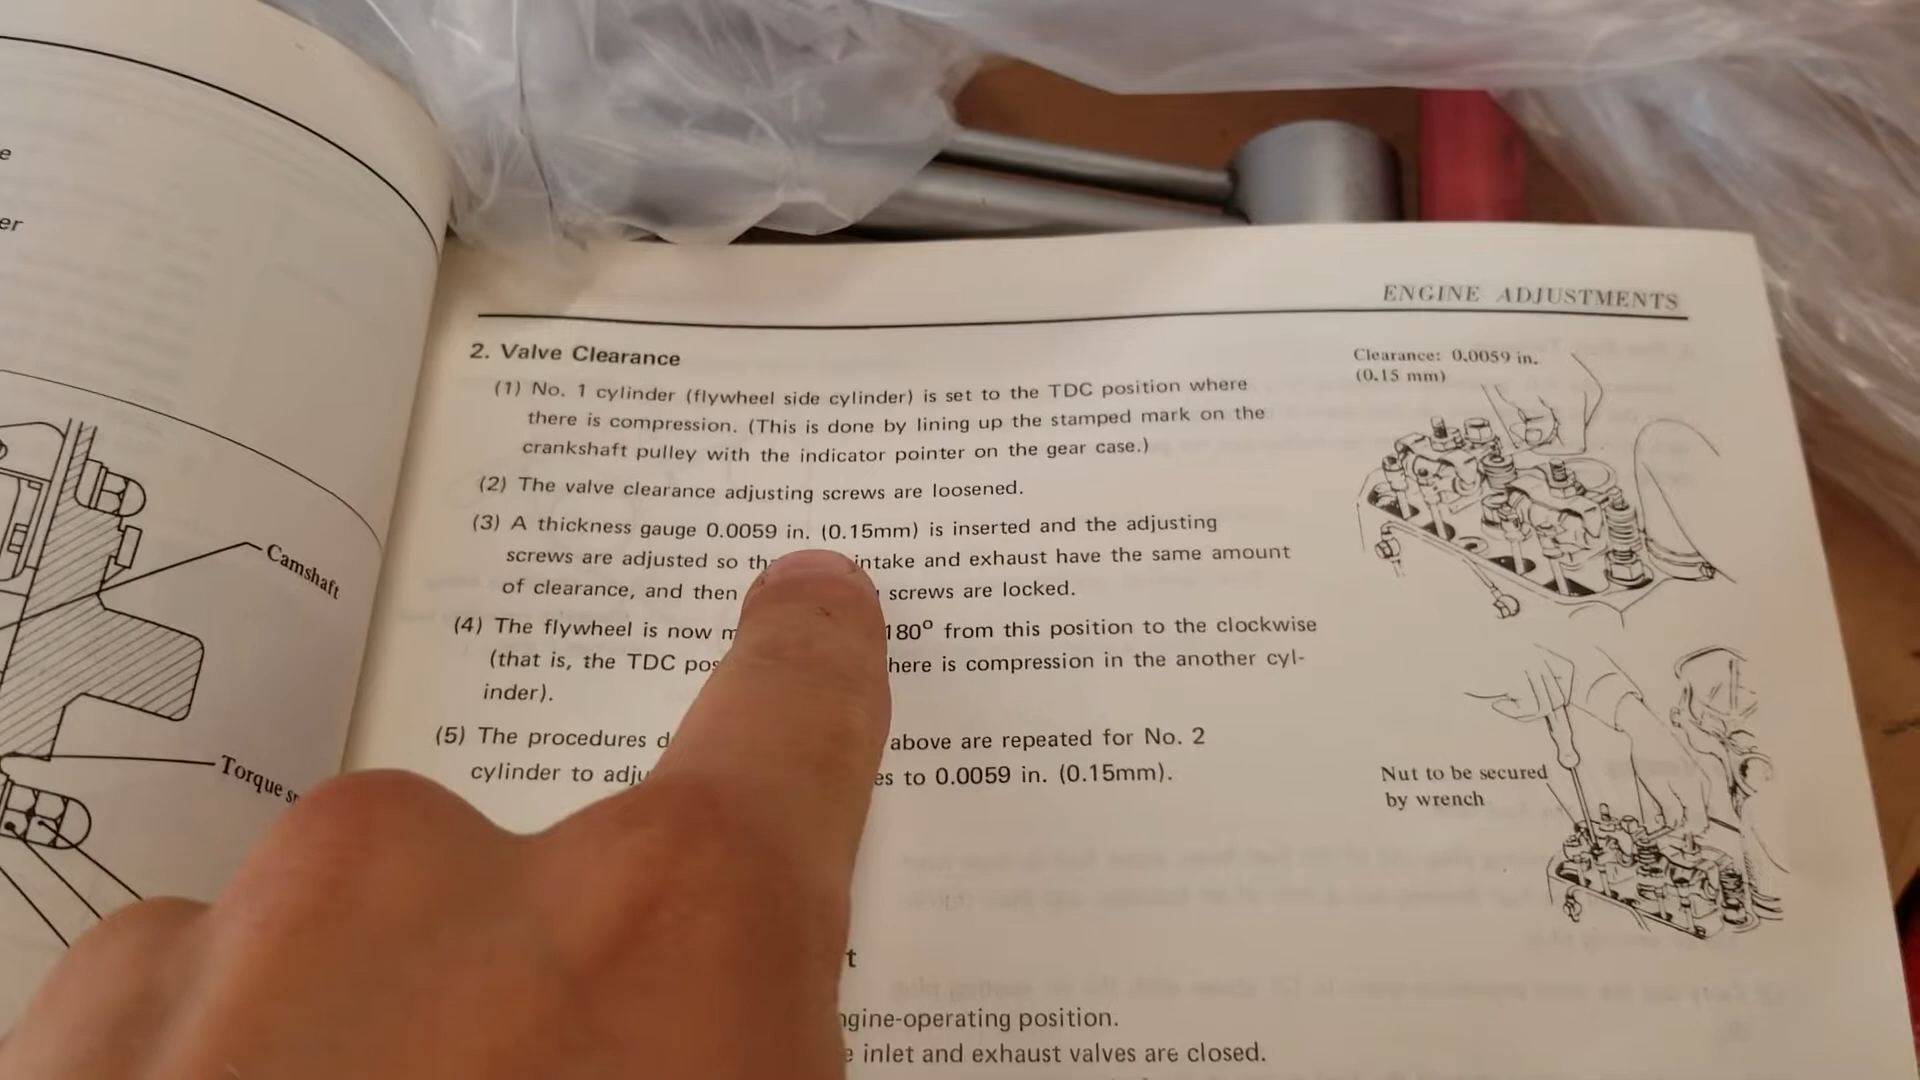 e
er
Camshaft
Torque
ENGINE ADJUSTMENTS
2. Valve Clearance
(1) No. 1 cylinder (flywheel side cylinder) is set to the TDC position where
there is compression. (This is done by lining up the stamped mark on the
crankshaft pulley with the indicator pointer on the gear case.)
(2) The valve clearance adjusting screws are loosened.
(3) A thickness gauge 0.0059 in. (0.15mm) is inserted and the adjusting
screws are adjusted so intake and exhaust have the same amount
of clearance, and then screws are locked.
(4) The flywheel is now 180° from this position to the clockwise
(that is, the TDC here is compression in the another cyl-
inder).
(5) The procedures above are repeated for No. 2
cylinder to es to 0.0059 in. (0.15mm).
t
ngine-operating position.
e inlet and exhaust valves are closed.
Clearance: 0.0059 in.
(0.15 mm)
Nut to be secured
by wrench